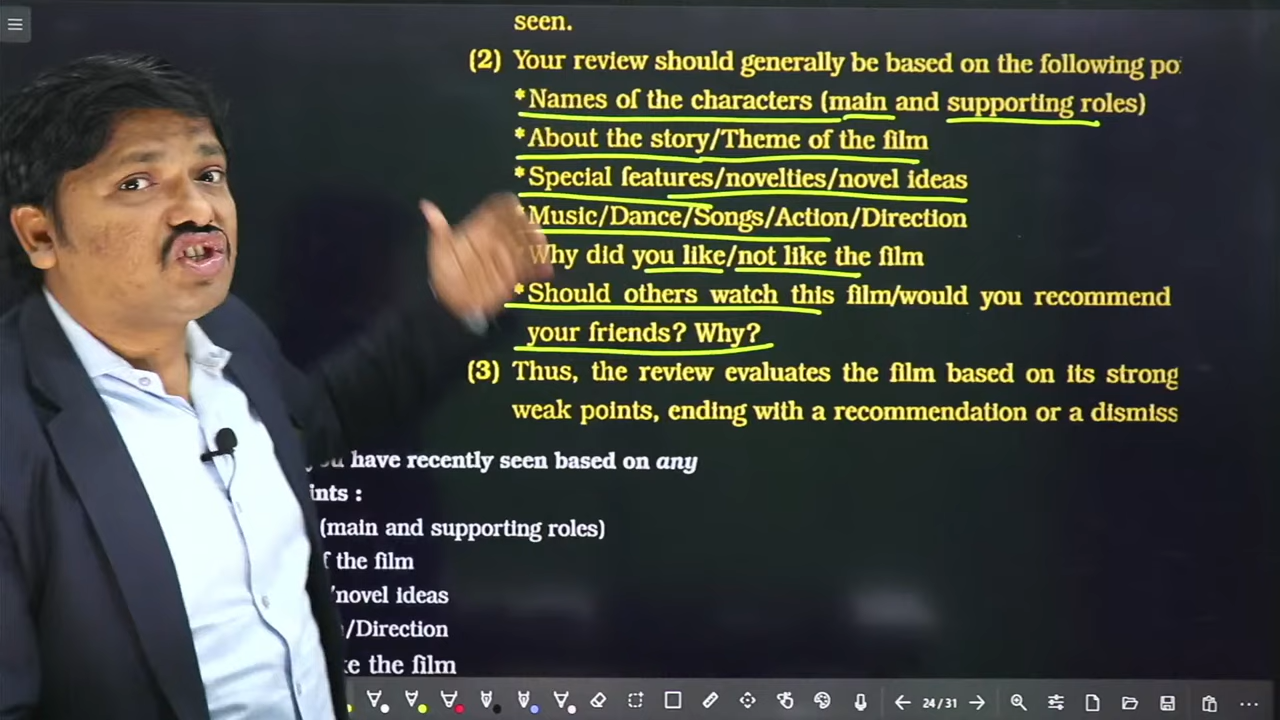 seen.
(2) Your review should generally be based on the following
*Names of the characters (main and supporting roles)
*About the story/Theme of the film
*Special features/novelties/novel ideas
*Music/Dance/Songs/Action/Direction
Why did you like/not like the film
*Should others watch this film/would you recommend
your friends? Why?
(3) Thus, the review evaluates the film based on its strong
weak points, ending with a recommendation or a
have recently seen based on any
(main and supporting roles)
the film
/novel ideas
/Direction
the film
24/31